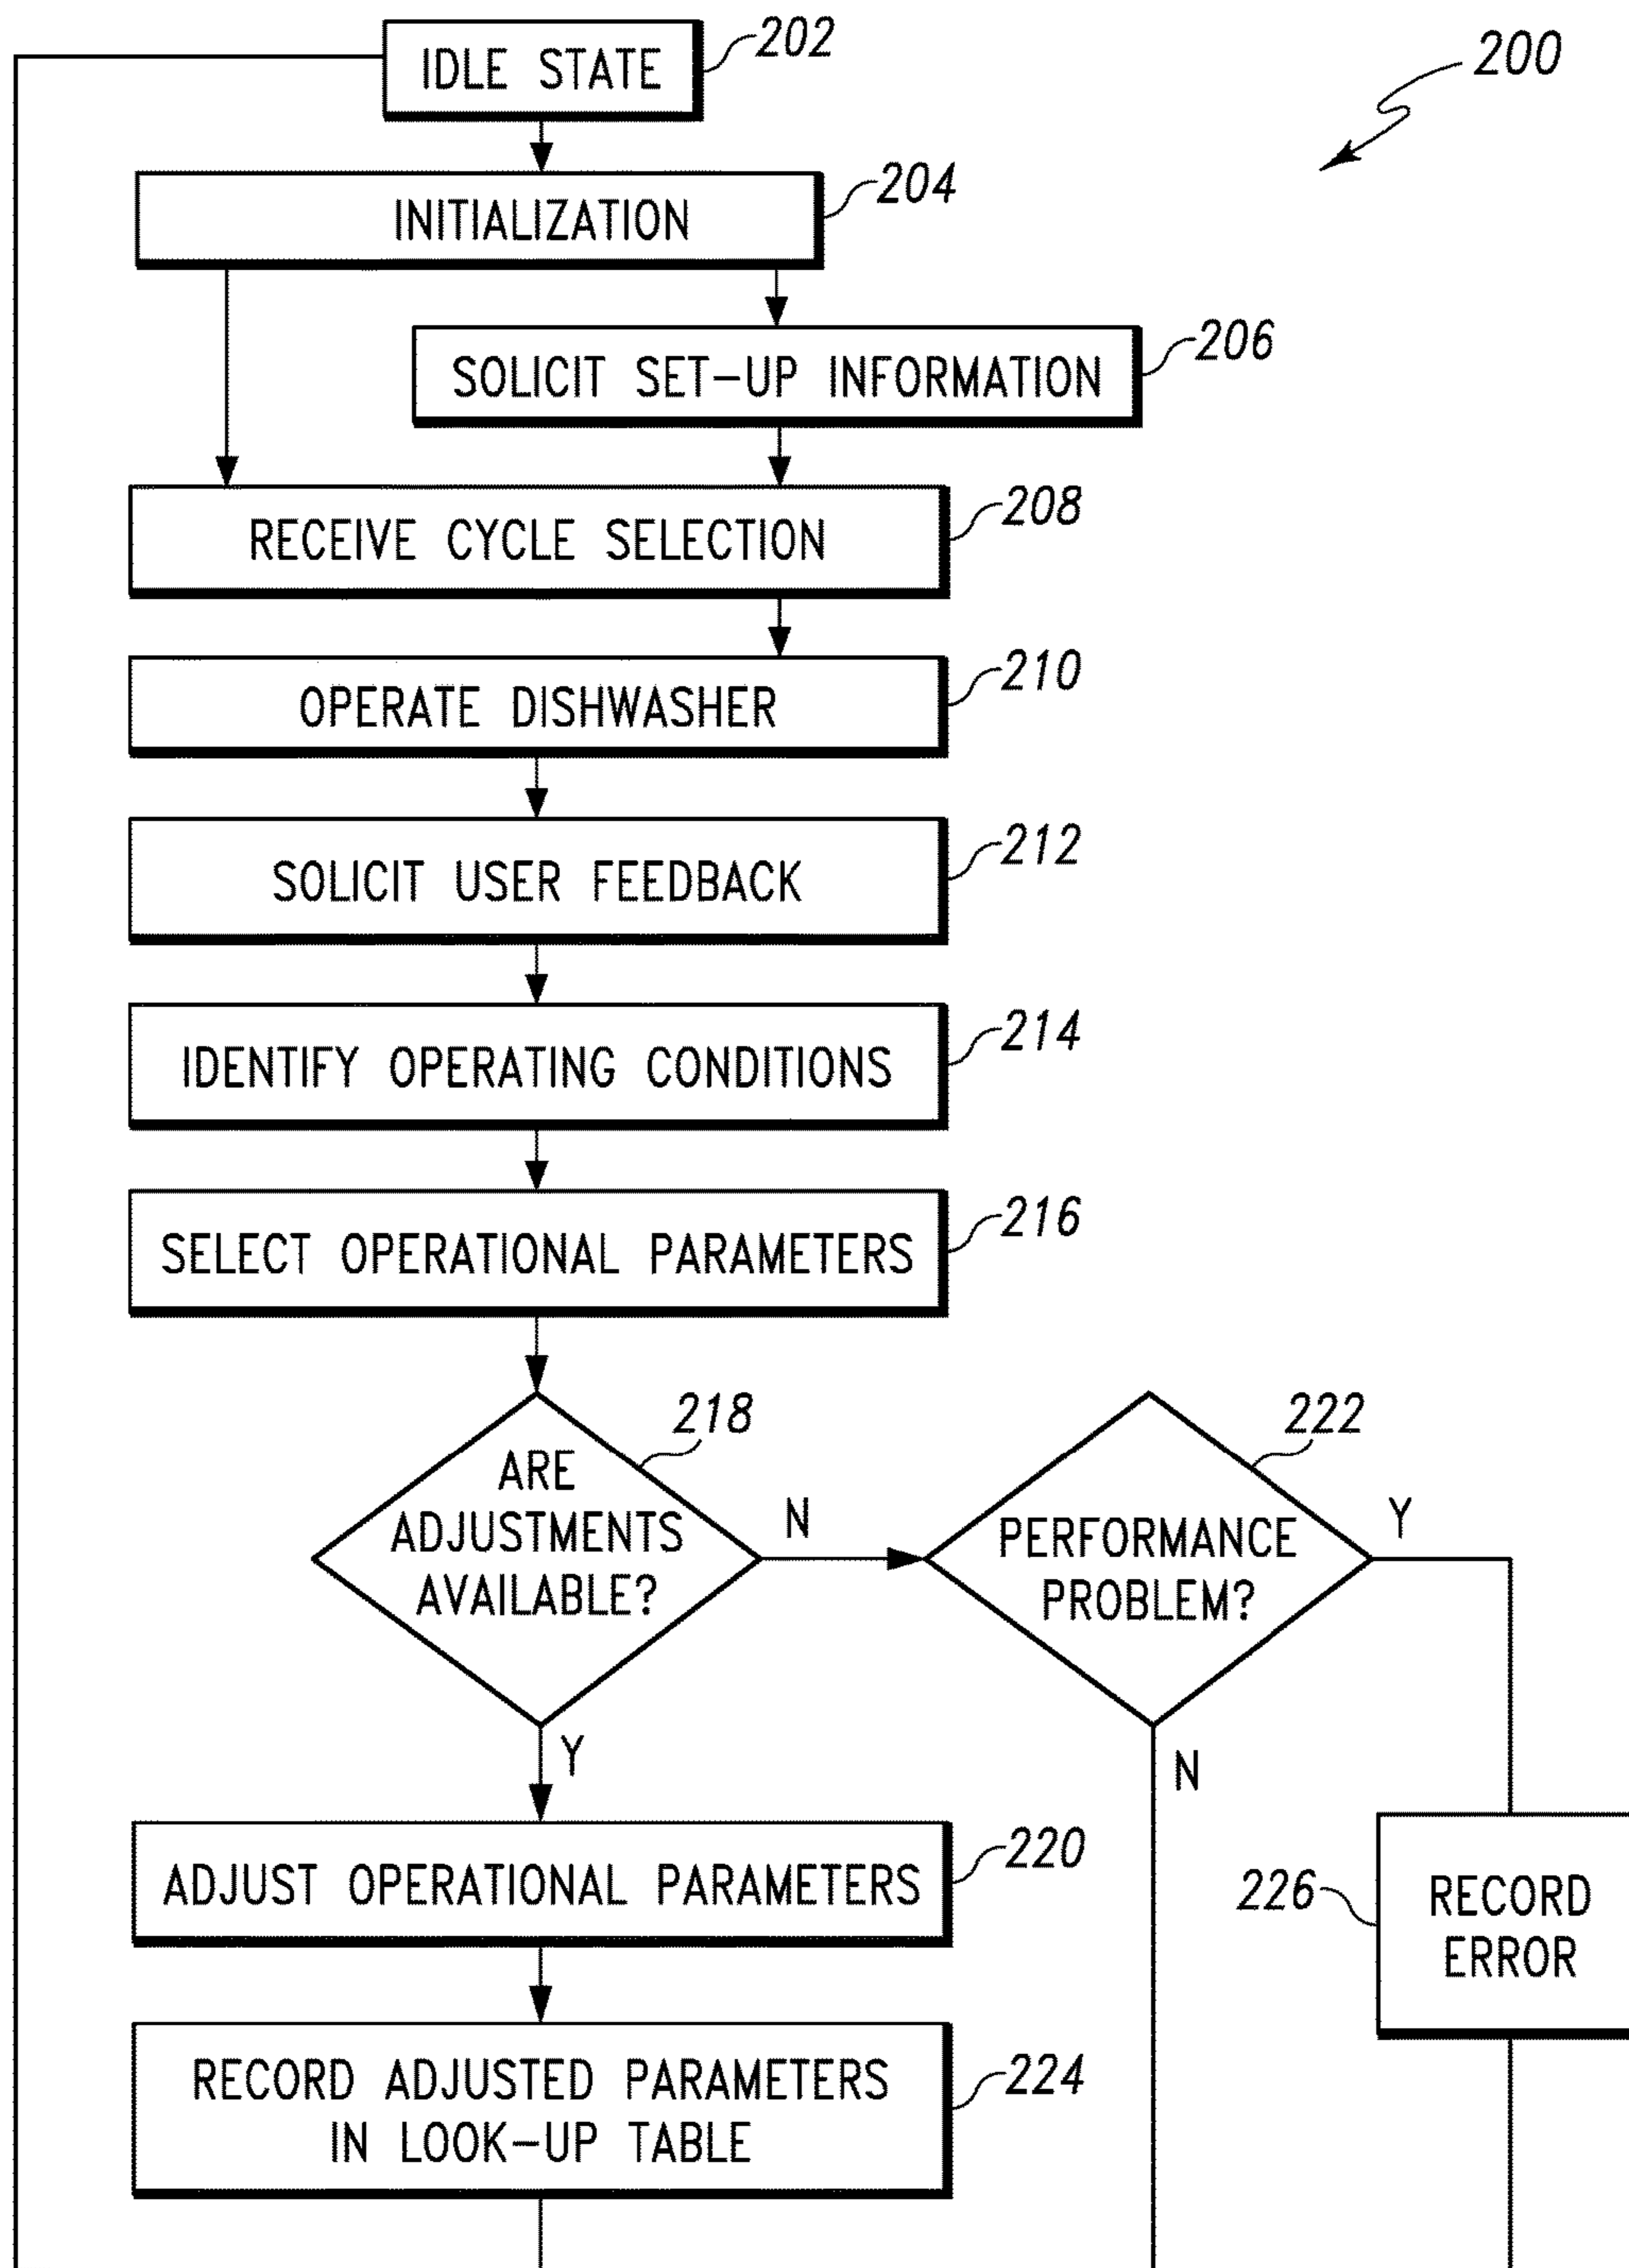 IDLE STATE
202
200
INITIALIZATION
204
SOLICIT SET-UP INFORMATION
206
RECEIVE CYCLE SELECTION
208
OPERATE DISHWASHER
210
SOLICIT USER FEEDBACK
212
IDENTIFY OPERATING CONDITIONS
214
SELECT OPERATIONAL PARAMETERS
216
ARE
ADJUSTMENTS
AVAILABLE?
218
N
Y
PERFORMANCE
PROBLEM?
222
Y
N
ADJUST OPERATIONAL PARAMETERS
220
226
RECORD
ERROR
RECORD ADJUSTED PARAMETERS
IN LOOK-UP TABLE
224